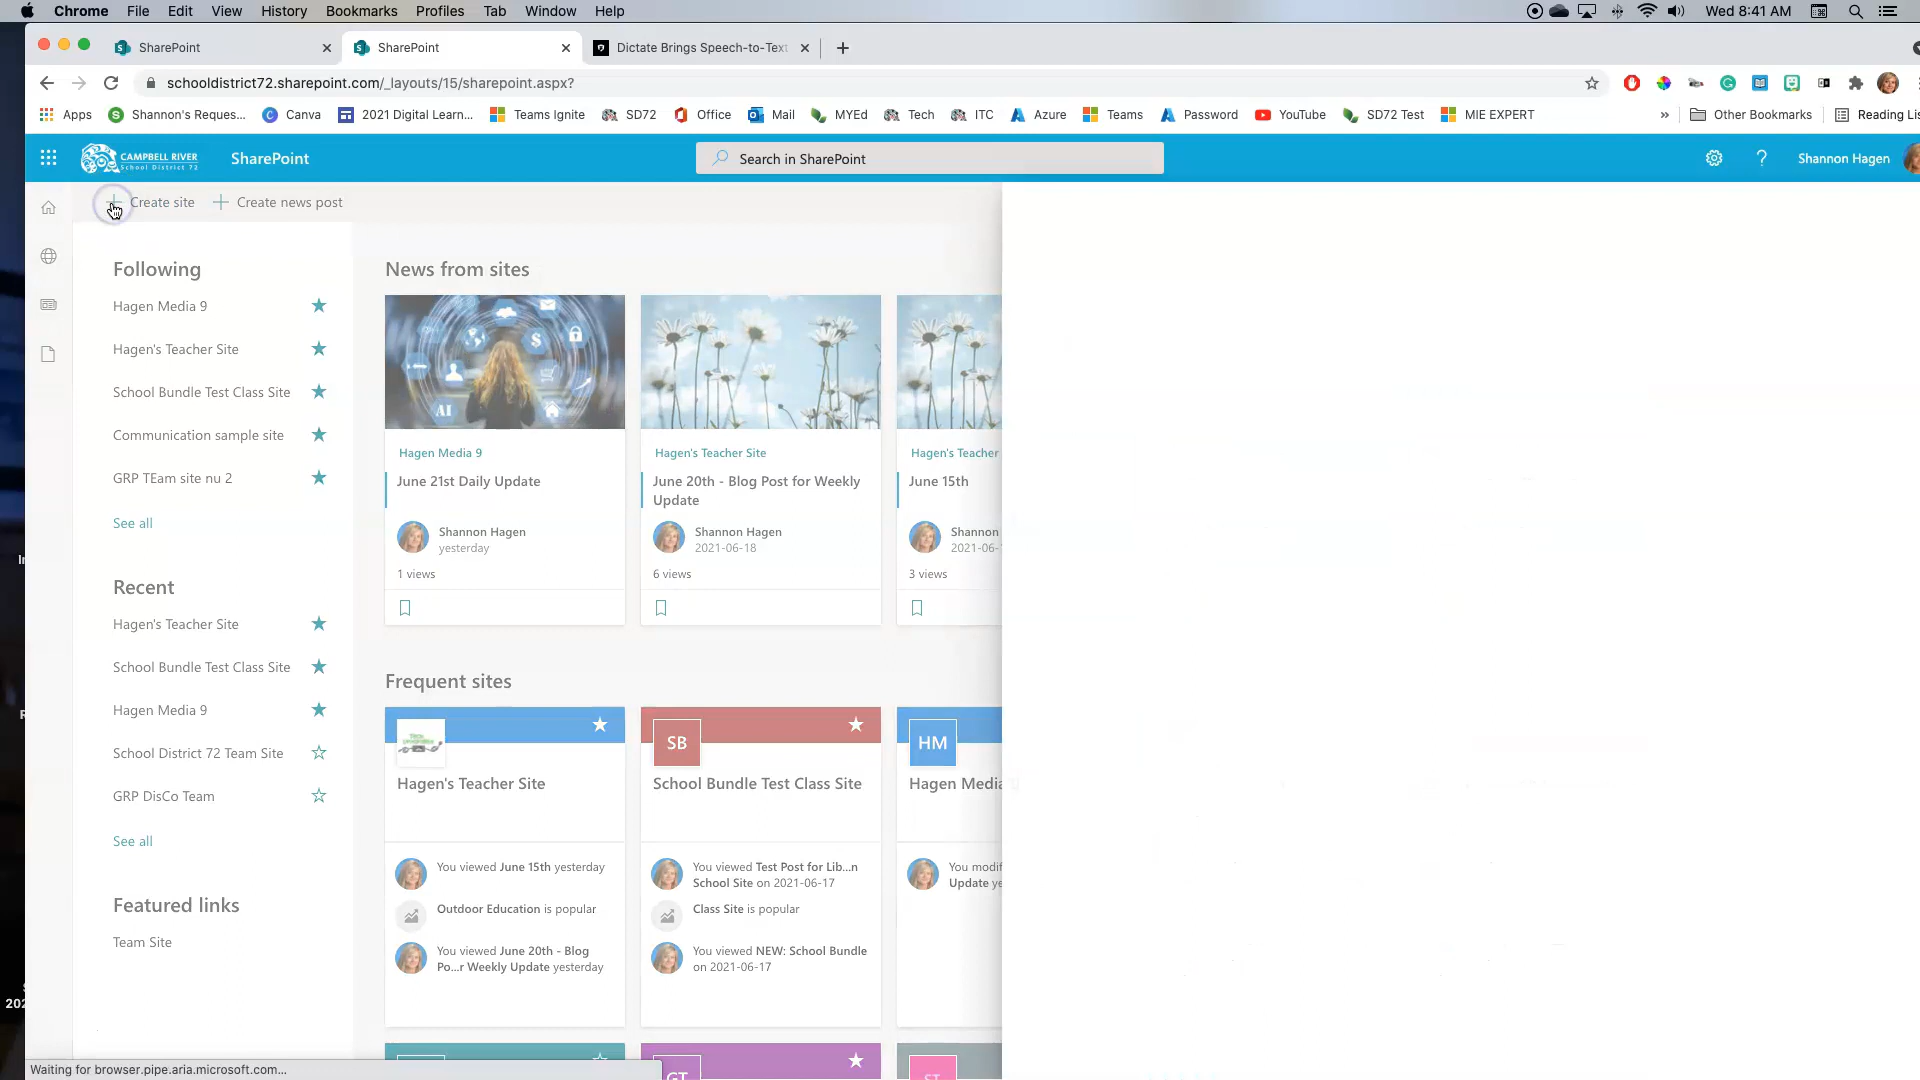 Chrome File Edit View History Bookmarks Profiles Tab Window Help Wed 8:41 AM
SharePoint SharePoint Dictate Brings Speech-to-Text
schooldistrict72.sharepoint.com/_layouts/15/sharepoint.aspx?
Apps Shannon's Reques... Canva 2021 Digital Learn... Teams Ignite SD72 Office Mail MYEd Tech ITC Azure Teams Password YouTube SD72 Test MIE EXPERT » Other Bookmarks Reading Lis
CAMPBELL RIVER
School District 72
SharePoint Search in SharePoint ? Shannon Hagen
Create site Create news post
Following
Hagen Media 9
Hagen's Teacher Site
School Bundle Test Class Site
Communication sample site
GRP TEam site nu 2
See all
Recent
Hagen's Teacher Site
School Bundle Test Class Site
Hagen Media 9
School District 72 Team Site
GRP DisCo Team
See all
Featured links
Team Site
News from sites
AI
Hagen Media 9
June 21st Daily Update
Shannon Hagen
yesterday
1 views
Hagen's Teacher Site
June 20th - Blog Post for Weekly
Update
Shannon Hagen
2021-06-18
6 views
Hagen's Teacher
June 15th
Shannon
2021-06-
3 views
Frequent sites
Hagen's Teacher Site
You viewed June 15th yesterday
Outdoor Education is popular
You viewed June 20th - Blog
Po...r Weekly Update yesterday
SB
School Bundle Test Class Site
You viewed Test Post for Lib...n
School Site on 2021-06-17
Class Site is popular
You viewed NEW: School Bundle
on 2021-06-17
HM
Hagen Media
You modif
Update ye
GT
ST
Waiting for browser.pipe.aria.microsoft.com...